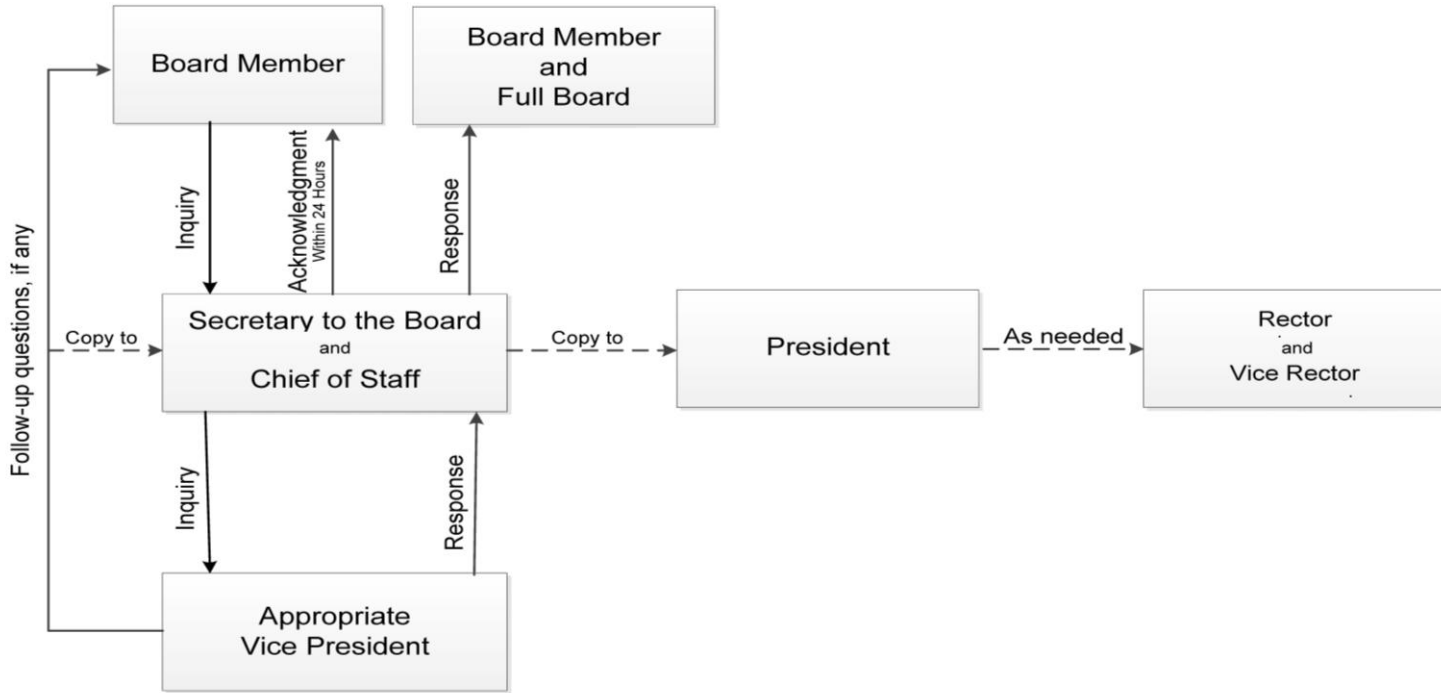 Board Member
Board Member
and
Full Board
Inquiry
Acknowledgment
Within 24 Hours
Response
Follow-up questions, if any
Copy to
Secretary to the Board
and
Chief of Staff
Copy to
President
As needed
Rector
and
Vice Rector
Inquiry
Response
Appropriate
Vice President